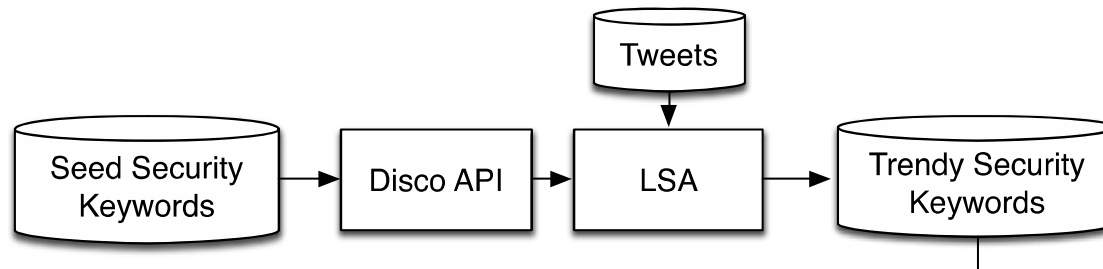 Tweets
Seed Security
Keywords
Disco API
LSA
Trendy Security
Keywords